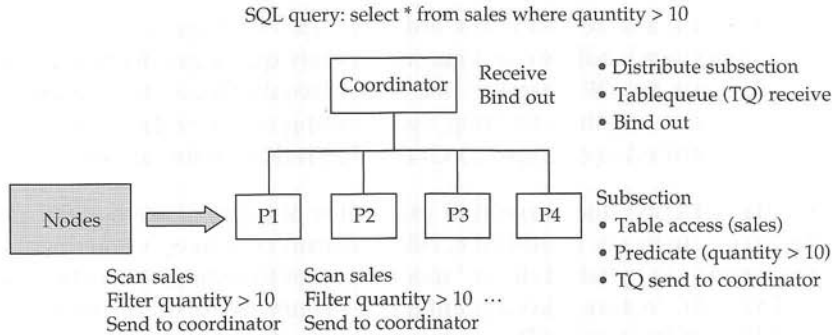 SQL query: select * from sales where qauntity > 10
Coordinator
Receive
Bind out
• Distribute subsection
• Tablequeue (TQ) receive
• Bind out
Nodes
P1
P2
P3
P4
Subsection
• Table access (sales)
• Predicate (quantity > 10)
• TQ send to coordinator
Scan sales
Filter quantity > 10
Send to coordinator
Scan sales
Filter quantity > 10 ...
Send to coordinator